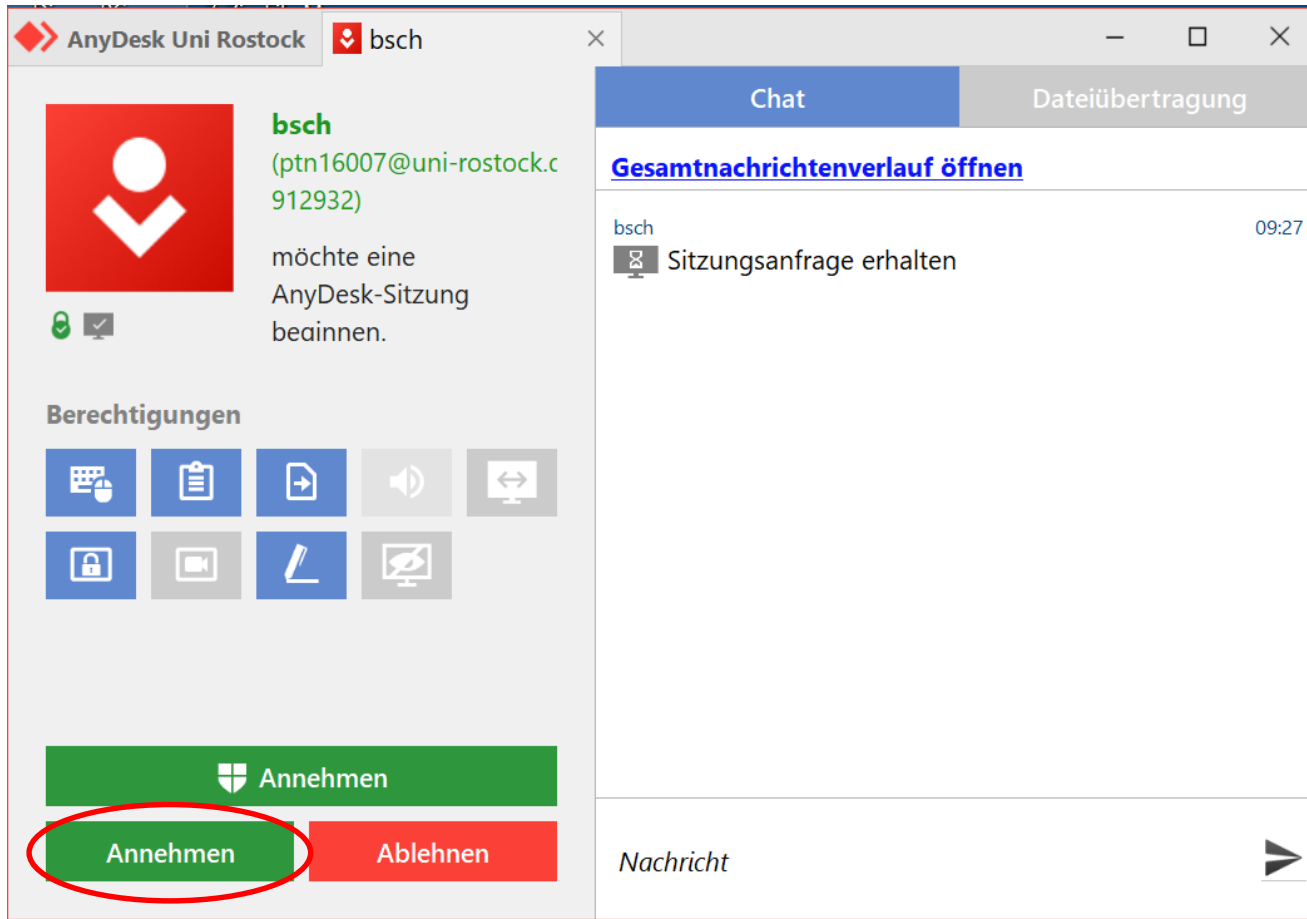 AnyDesk Uni Rostock
bsch
Chat
Dateiübertragung
bsch
(ptn16007@uni-rostock.c
912932)
möchte eine
AnyDesk-Sitzung
beginnen.
Berechtigungen
Annehmen
Annehmen
Ablehnen
Gesamtnachrichtenverlauf öffnen
bsch
09:27
Sitzungsanfrage erhalten
Nachricht